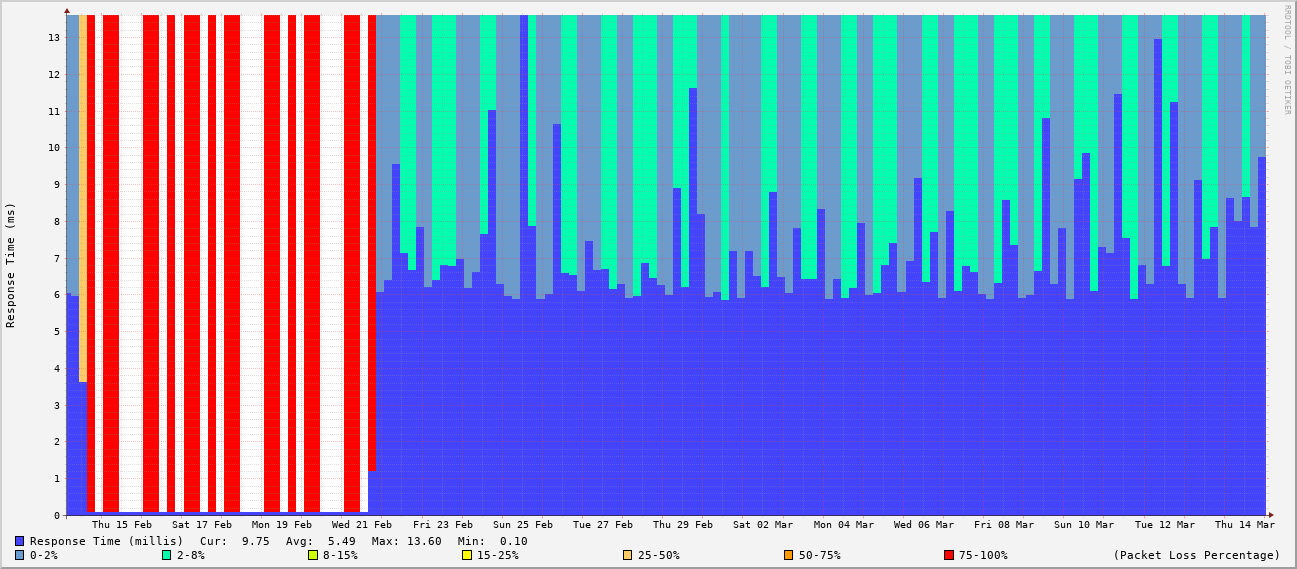 RRDTOOL / TOBI OETIKER
Response Time (ms)
13
12
11
10
9
8
7
6
5
4
3
2
1
0
Thu 15 Feb Sat 17 Feb Mon 19 Feb Wed 21 Feb Fri 23 Feb Sun 25 Feb Tue 27 Feb Thu 29 Feb Sat 02 Mar Mon 04 Mar Wed 06 Mar Fri 08 Mar Sun 10 Mar Tue 12 Mar Thu 14 Mar
Response Time (millis) Cur: 9.75 Avg: 5.49 Max: 13.60 Min: 0.10
0-2% 2-8% 8-15% 15-25% 25-50% 50-75% 75-100% (Packet Loss Percentage)